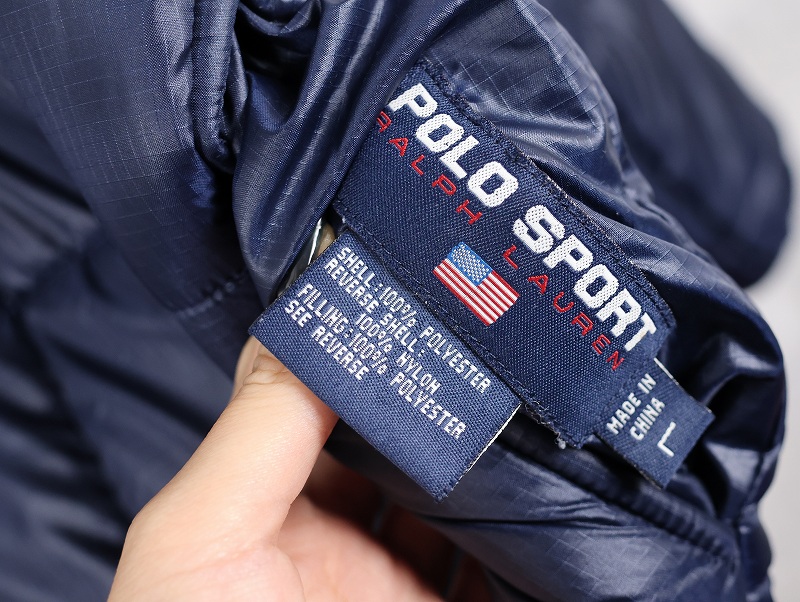 POLO SPORT
RALPH LAUREN
SHELL:100% POLYESTER
REVERSE SHELL:
100% NYLON
FILLING:100% POLYESTER
SEE REVERSE
MADE IN
CHINA
L